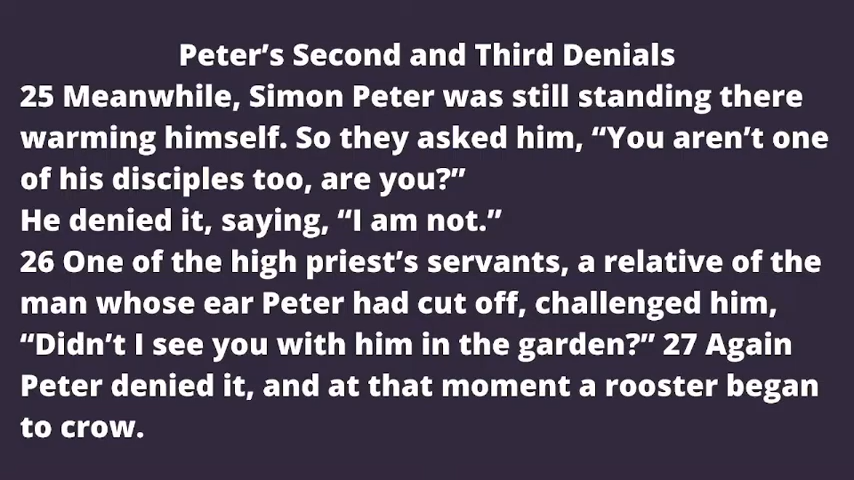 Peter’s Second and Third Denials
25 Meanwhile, Simon Peter was still standing there
warming himself. So they asked him, “You aren’t one
of his disciples too, are you?”
He denied it, saying, “I am not.”
26 One of the high priest’s servants, a relative of the
man whose ear Peter had cut off, challenged him,
“Didn’t I see you with him in the garden?” 27 Again
Peter denied it, and at that moment a rooster began
to crow.